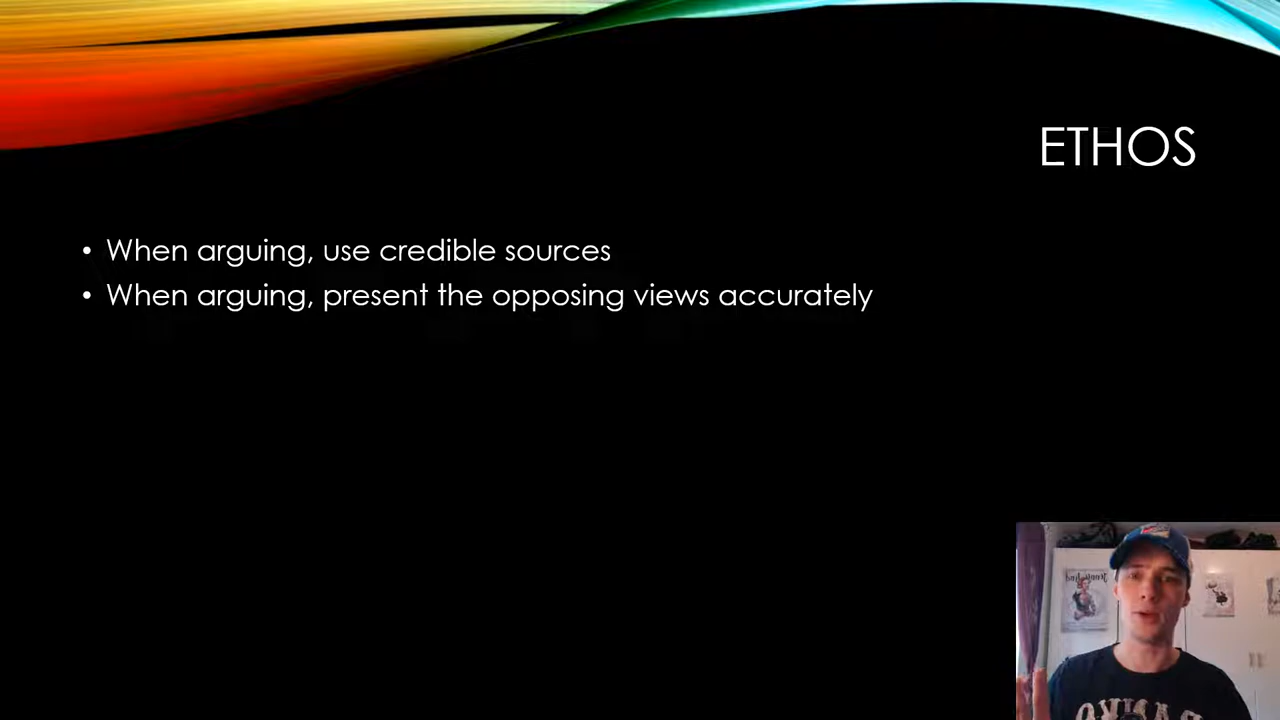 ETHOS
• When arguing, use credible sources
• When arguing, present the opposing views accurately